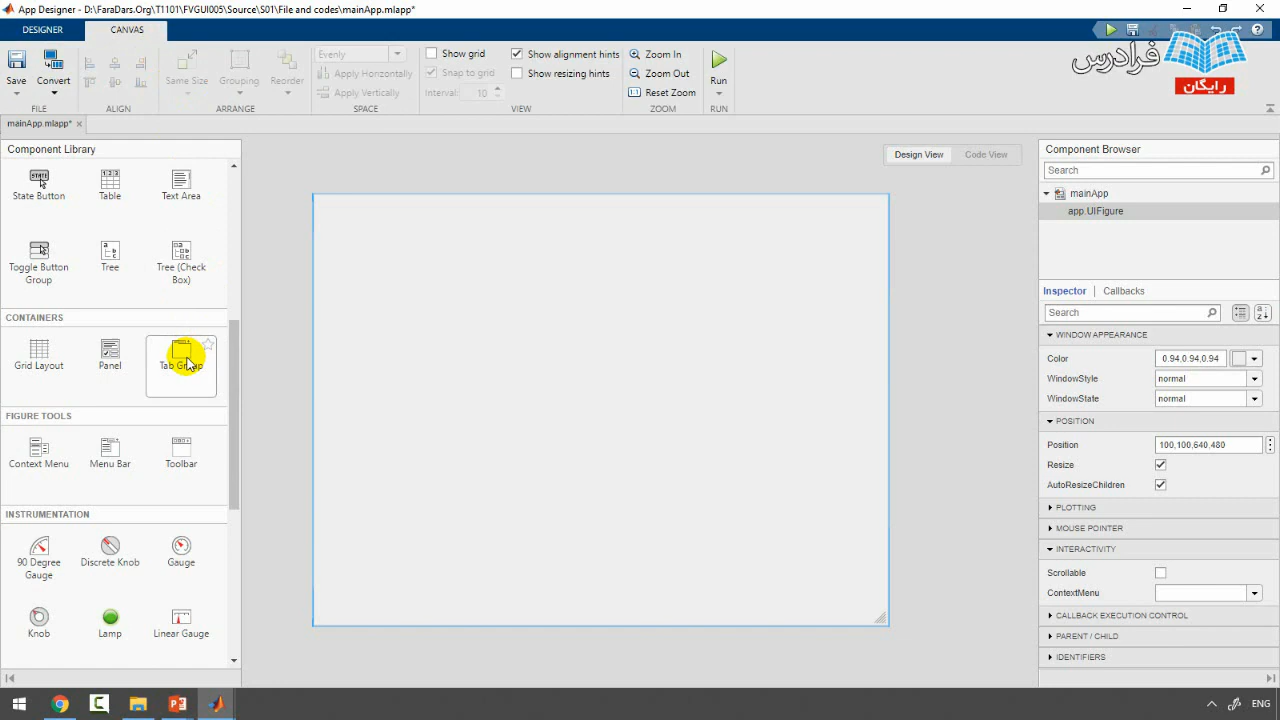 App Designer - D:\FaraDars.Org\T1101\FVGUI005\Source\S01\File and codes\mainApp.mlapp*
DESIGNER
CANVAS
Save
Convert
FILE
ALIGN
Same Size
Grouping
Reorder
ARRANGE
Evenly
Apply Horizontally
Apply Vertically
SPACE
Show grid
Snap to grid
Interval:
10
Show alignment hints
Show resizing hints
VIEW
Zoom In
Zoom Out
1:1
Reset Zoom
ZOOM
Run
RUN
فرادرس
رایگان
mainApp.mlapp*
Component Library
State Button
Table
Text Area
Toggle Button
Group
Tree
Tree (Check
Box)
CONTAINERS
Grid Layout
Panel
Tab Group
FIGURE TOOLS
Context Menu
Menu Bar
Toolbar
INSTRUMENTATION
90 Degree
Gauge
Discrete Knob
Gauge
Knob
Lamp
Linear Gauge
Design View
Code View
Component Browser
Search
mainApp
app.UIFigure
Inspector
Callbacks
Search
WINDOW APPEARANCE
Color
0.94,0.94,0.94
WindowStyle
normal
WindowState
normal
POSITION
Position
100,100,640,480
Resize
AutoResizeChildren
PLOTTING
MOUSE POINTER
INTERACTIVITY
Scrollable
ContextMenu
CALLBACK EXECUTION CONTROL
PARENT / CHILD
IDENTIFIERS
ENG